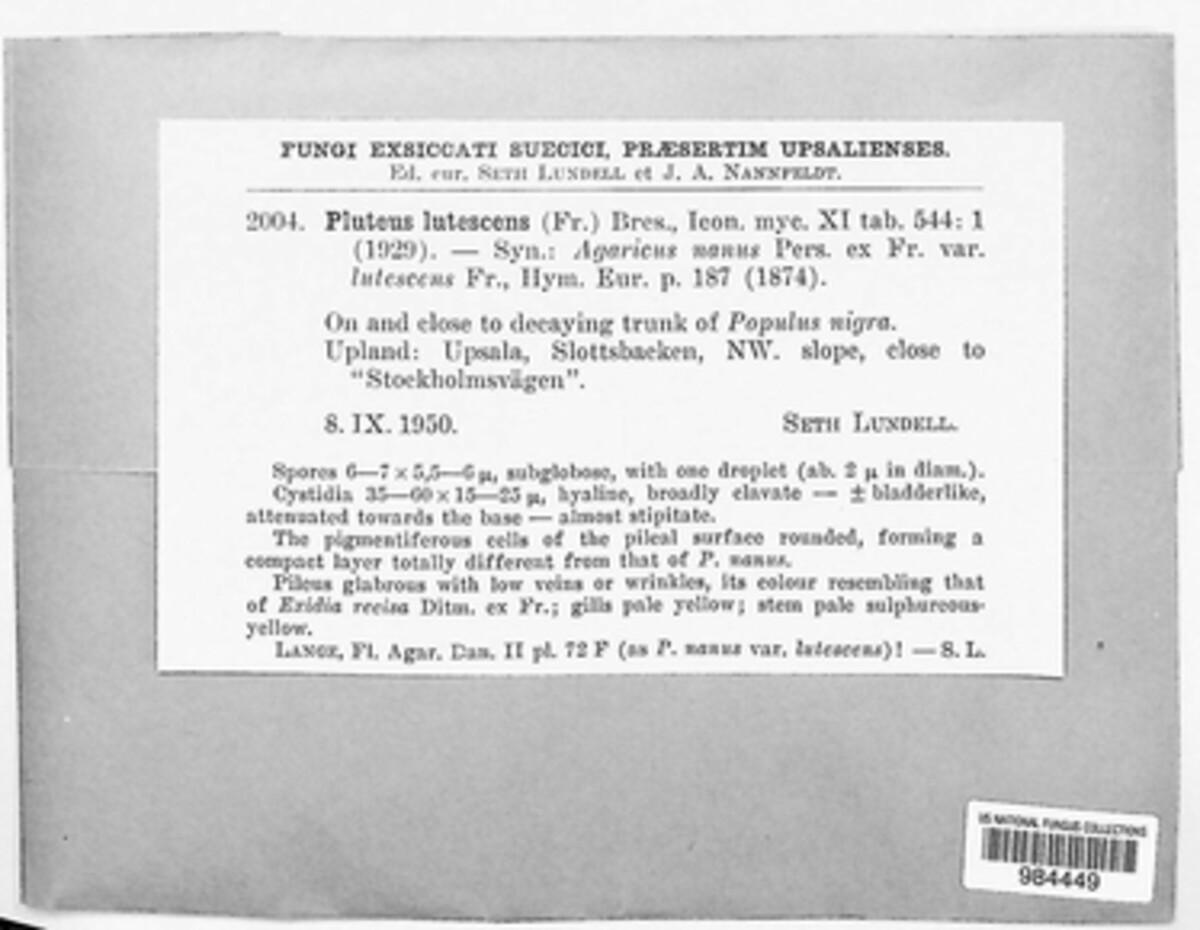 FUNGI EXSICCATI SUECICI, PRÆSERTIM UPSALIENSES.
Ed. cur. SETH LUNDELL et J. A. NANNFELDT.
2004. Pluteus lutescens (Fr.) Bres., Icon. myc. XI tab. 544: 1
(1929). — Syn.: Agaricus nanus Pers. ex Fr. var.
lutescens Fr., Hym. Eur. p. 187 (1874).
On and close to decaying trunk of Populus nigra.
Upland: Upsala, Slottsbacken, NW. slope, close to
"Stockholmsvägen".
8. IX. 1950. SETH LUNDELL.
Spores 6—7 × 5,5—6 µ, subglobose, with one droplet (ab. 2 µ in diam.).
Cystidia 35—60 × 15—25 µ, hyaline, broadly clavate — ± bladderlike,
attenuated towards the base — almost stipitate.
The pigmentiferous cells of the pileal surface rounded, forming a
compact layer totally different from that of P. nanus.
Pileus glabrous with low veins or wrinkles, its colour resembling that
of Exidia recisa Ditm. ex Fr.; gills pale yellow; stem pale sulphureous-
yellow.
LANGE, Fl. Agar. Dan. II pl. 72 F (as P. nanus var. lutescens)! — S. L.
US NATIONAL FUNGUS COLLECTIONS
984449